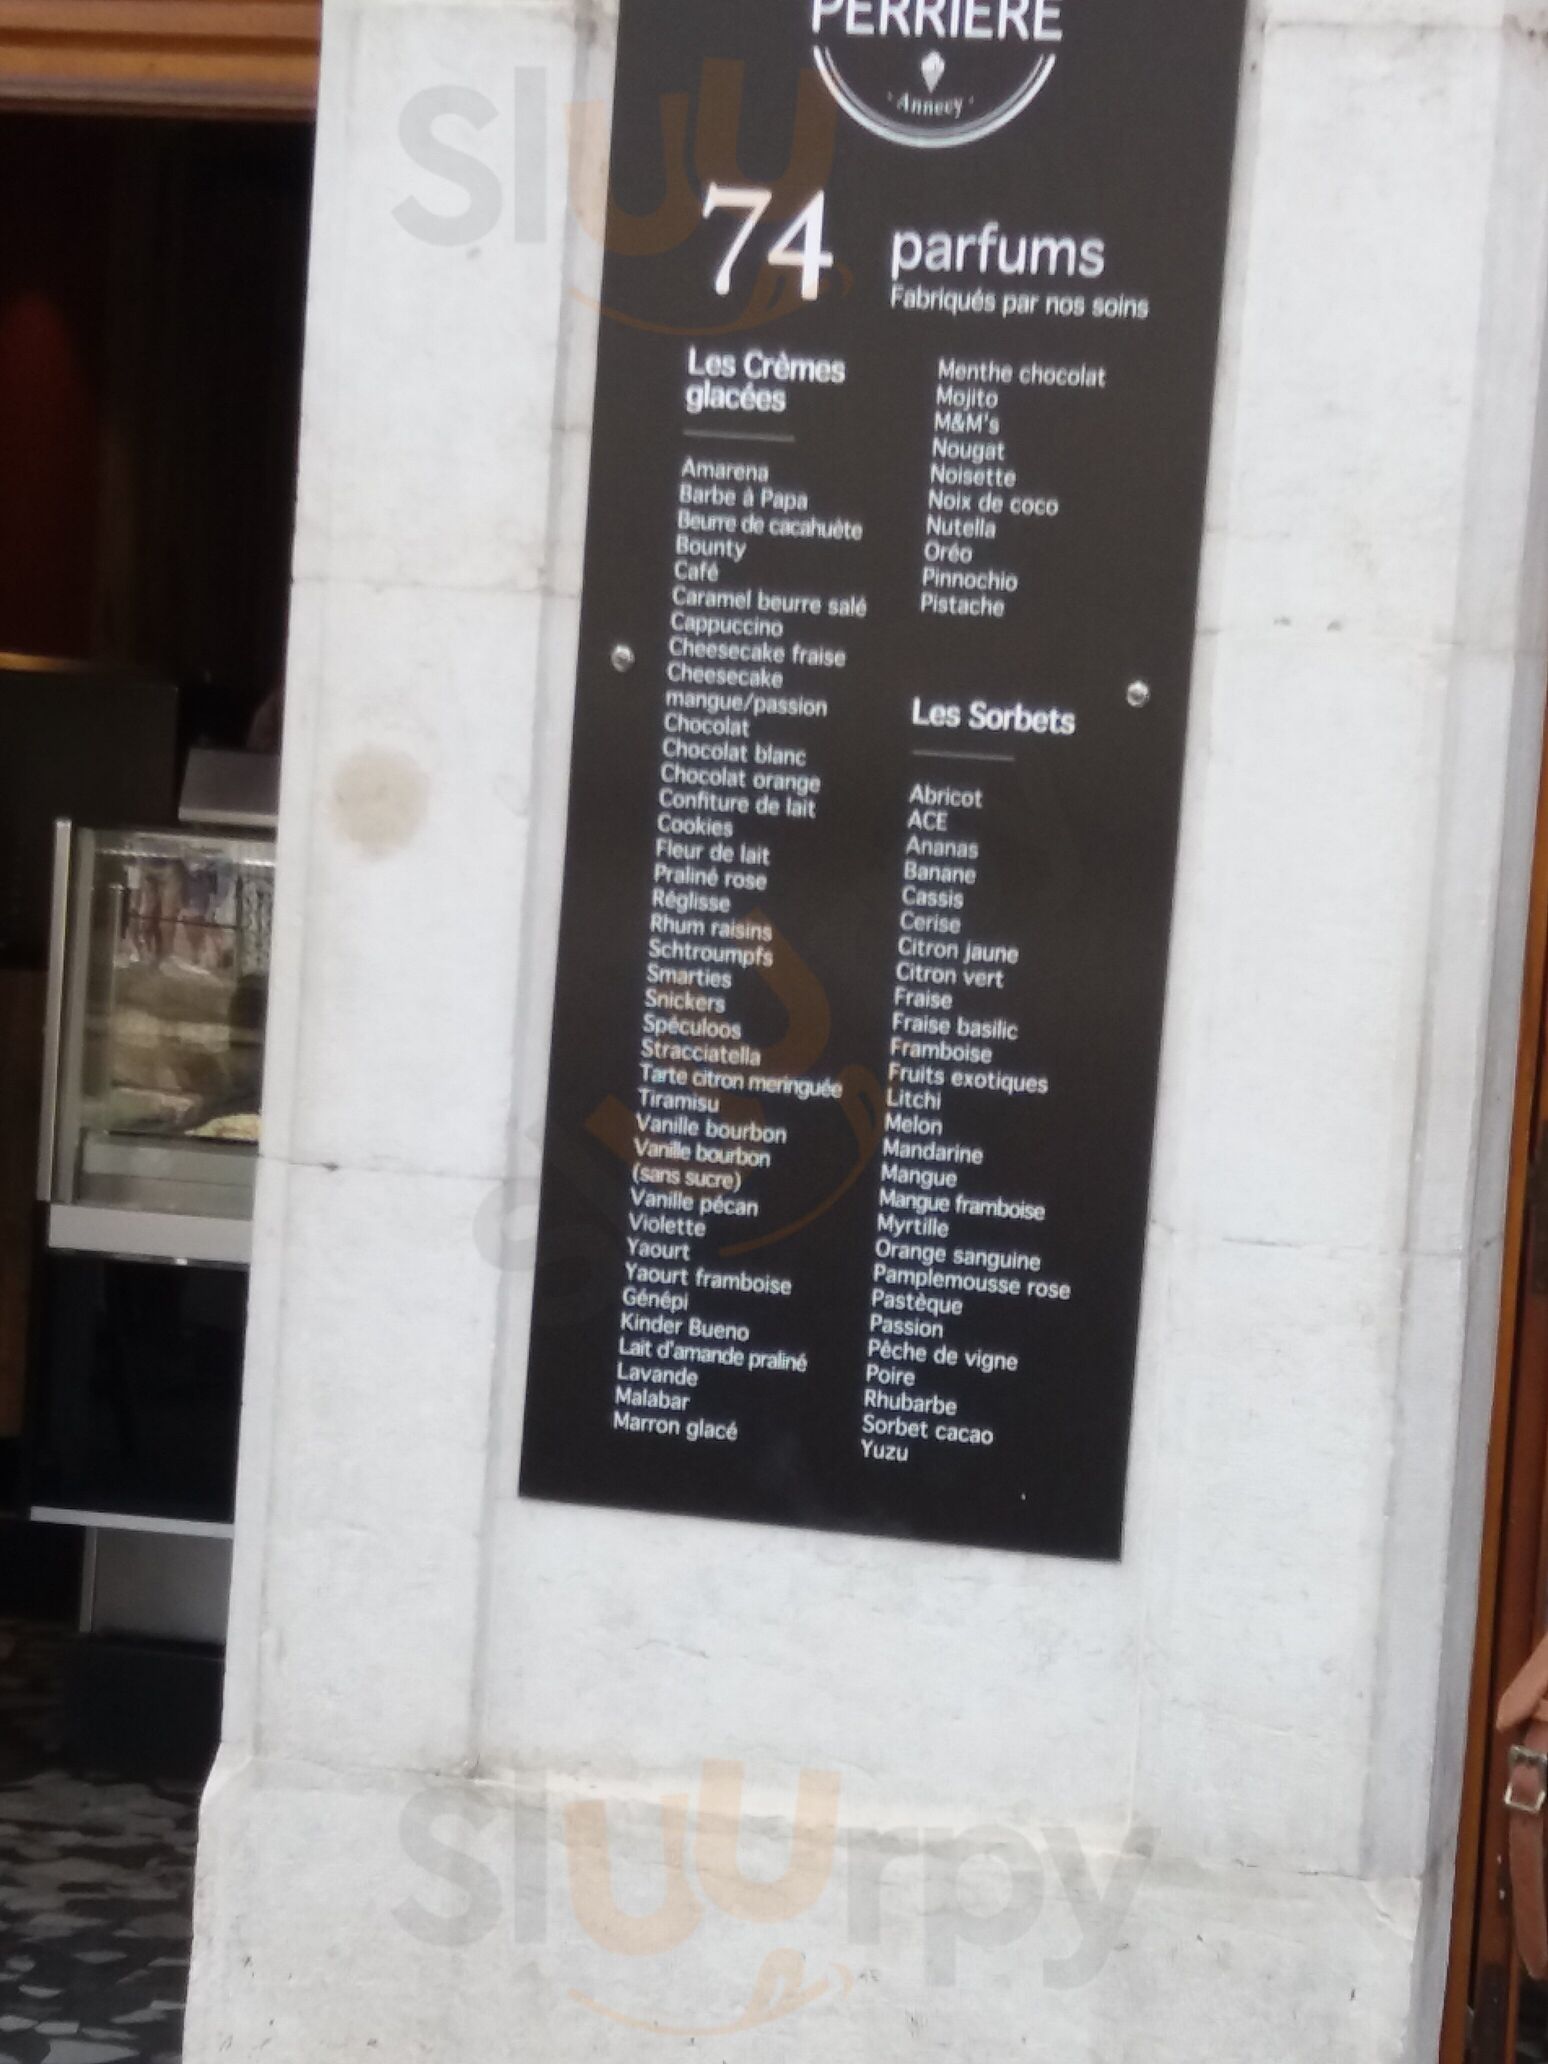 PERRIÈRE
· Annecy ·
74
parfums
Fabriqués par nos soins
Les Crèmes
glacées
Amarena
Barbe à Papa
Beurre de cacahuète
Bounty
Café
Caramel beurre salé
Cappuccino
Cheesecake fraise
Cheesecake
mangue/passion
Chocolat
Chocolat blanc
Chocolat orange
Confiture de lait
Cookies
Fleur de lait
Praliné rose
Réglisse
Rhum raisins
Schtroumpfs
Smarties
Snickers
Spéculoos
Stracciatella
Tarte citron meringuée
Tiramisu
Vanille bourbon
Vanille bourbon
(sans sucre)
Vanille pécan
Violette
Yaourt
Yaourt framboise
Génépi
Kinder Bueno
Lait d'amande praliné
Lavande
Malabar
Marron glacé
Menthe chocolat
Mojito
M&M's
Nougat
Noisette
Noix de coco
Nutella
Oréo
Pinnochio
Pistache
Les Sorbets
Abricot
ACE
Ananas
Banane
Cassis
Cerise
Citron jaune
Citron vert
Fraise
Fraise basilic
Framboise
Fruits exotiques
Litchi
Melon
Mandarine
Mangue
Mangue framboise
Myrtille
Orange sanguine
Pamplemousse rose
Pastèque
Passion
Pêche de vigne
Poire
Rhubarbe
Sorbet cacao
Yuzu
sluurpy